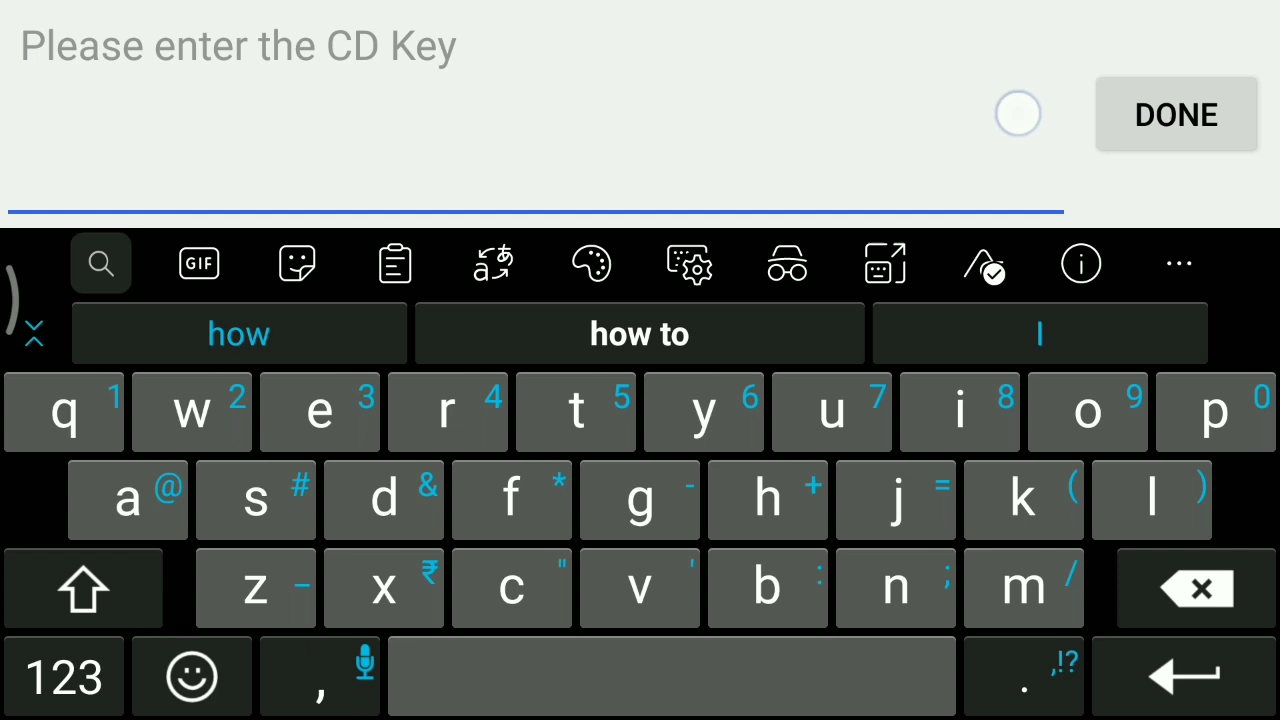 Please enter the CD Key
DONE
GIF
a あ
how how to I
q 1 w 2 e 3 r 4 t 5 y 6 u 7 i 8 o 9 p 0
a @ s # d & f * g - h + j = k ( l )
z _ x ₹ c " v ' b : n ; m /
123 , . ,!?